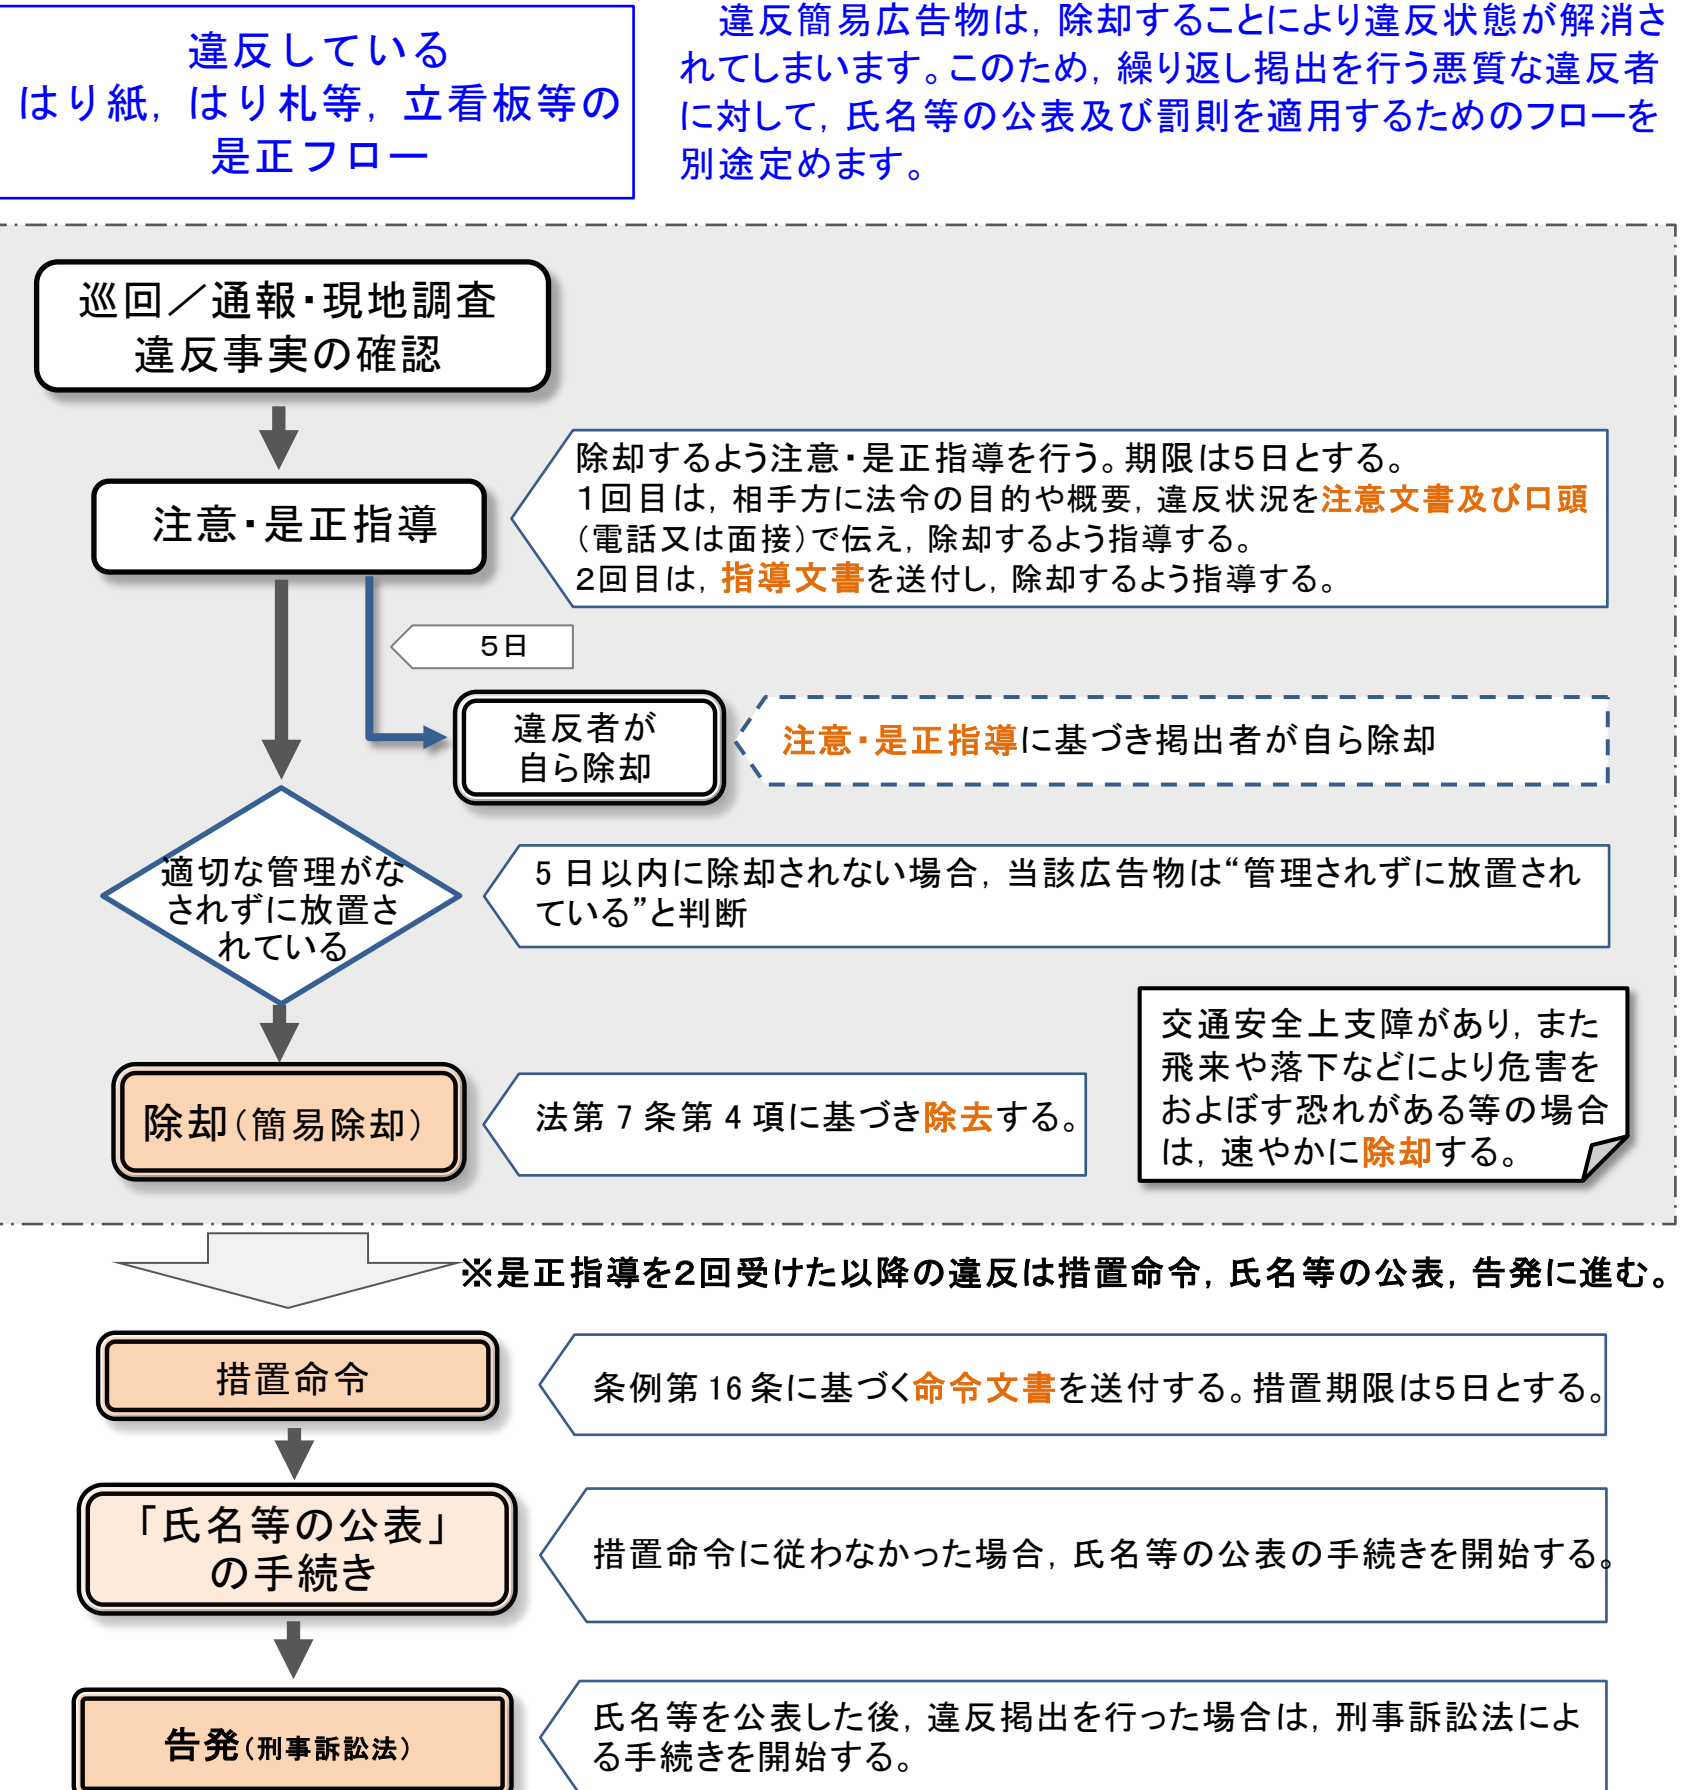 違反している
はり紙，はり札等，立看板等の
是正フロー
違反簡易広告物は，除却することにより違反状態が解消さ
れてしまいます。このため，繰り返し掲出を行う悪質な違反者
に対して，氏名等の公表及び罰則を適用するためのフローを
別途定めます。
巡回／通報・現地調査
違反事実の確認
注意・是正指導
除却するよう注意・是正指導を行う。期限は５日とする。
１回目は，相手方に法令の目的や概要，違反状況を注意文書及び口頭
（電話又は面接）で伝え，除却するよう指導する。
２回目は，指導文書を送付し，除却するよう指導する。
５日
違反者が
自ら除却
注意・是正指導に基づき掲出者が自ら除却
適切な管理がな
されずに放置さ
れている
5 日以内に除却されない場合，当該広告物は“管理されずに放置され
ている”と判断
除却（簡易除却）
法第 7 条第 4 項に基づき除去する。
交通安全上支障があり，また
飛来や落下などにより危害を
およぼす恐れがある等の場合
は，速やかに除却する。
※是正指導を２回受けた以降の違反は措置命令，氏名等の公表，告発に進む。
措置命令
条例第 16 条に基づく命令文書を送付する。措置期限は５日とする。
「氏名等の公表」
の手続き
措置命令に従わなかった場合，氏名等の公表の手続きを開始する。
告発（刑事訴訟法）
氏名等を公表した後，違反掲出を行った場合は，刑事訴訟法によ
る手続きを開始する。